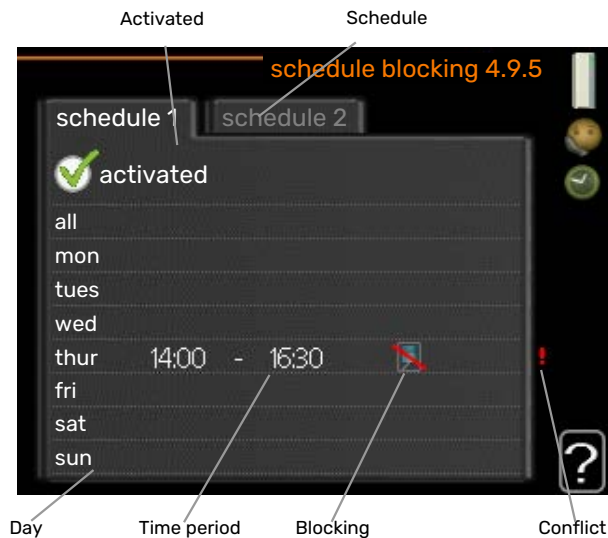 Activated Schedule
schedule blocking 4.9.5
schedule 1 schedule 2
activated
all
mon
tues
wed
thur 14:00 - 16:30 !
fri
sat
sun
?
Day Time period Blocking Conflict